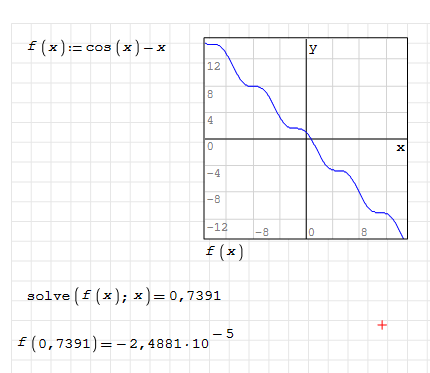 f(x):=cos(x)-x
y
12
8
4
0
x
-4
-8
-12
-8 0 8
f(x)
solve(f(x); x)=0,7391
f(0,7391)=-2,4881·10^-5